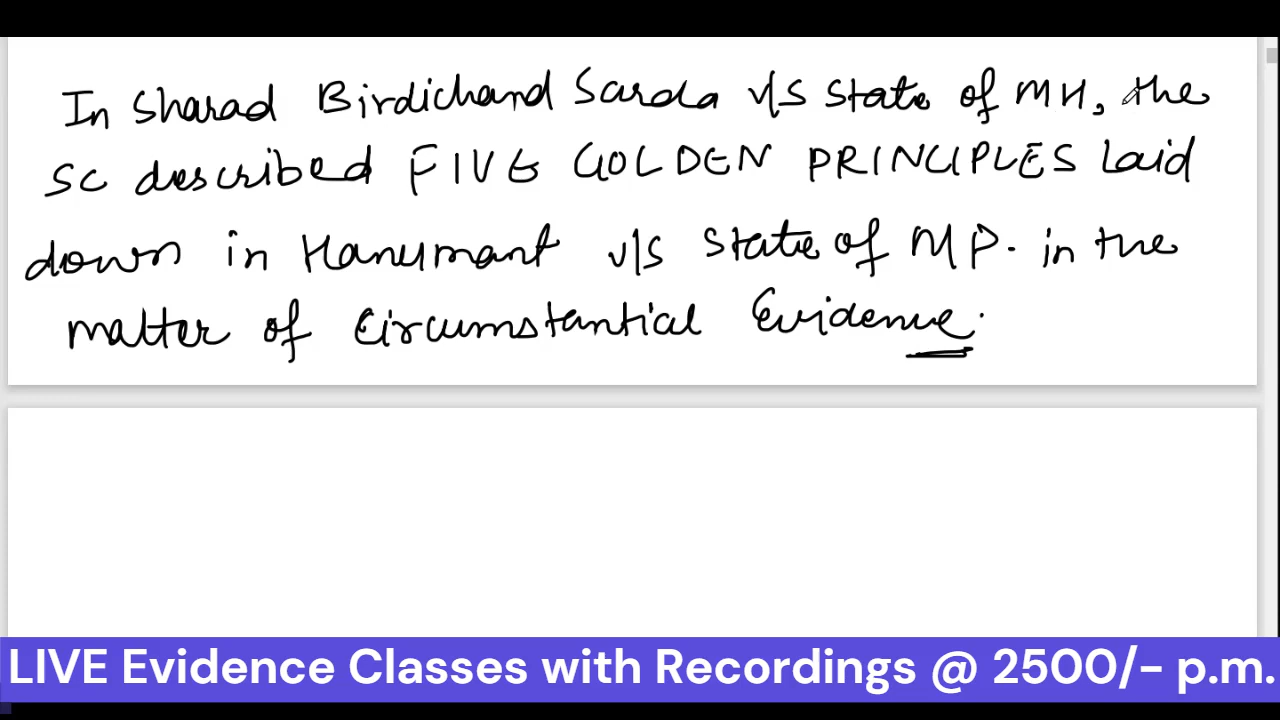 In Sharad Birdichand Sarda v/s State of MH, the
SC described FIVE GOLDEN PRINCIPLES laid
down in Hanumant v/s State of MP. in the
matter of Circumstantial Evidence.
LIVE Evidence Classes with Recordings @ 2500/- p.m.